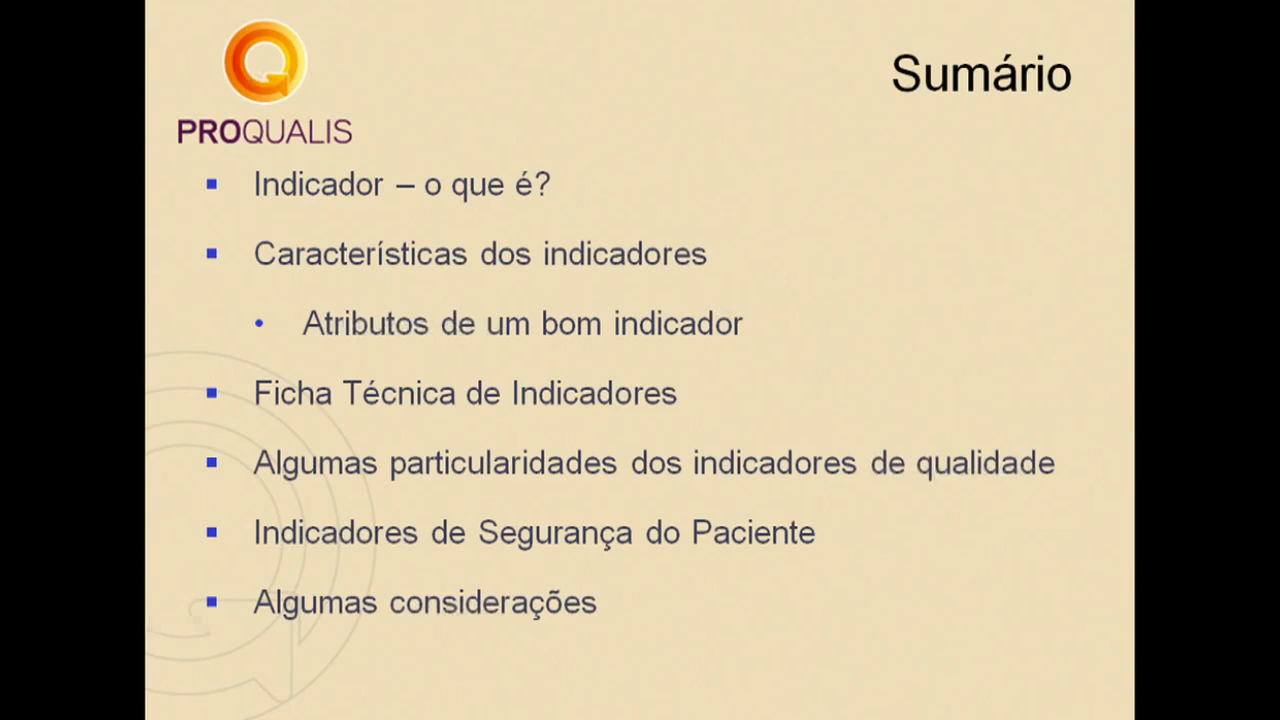 Sumário
PROQUALIS
Indicador – o que é?
Características dos indicadores
Atributos de um bom indicador
Ficha Técnica de Indicadores
Algumas particularidades dos indicadores de qualidade
Indicadores de Segurança do Paciente
Algumas considerações